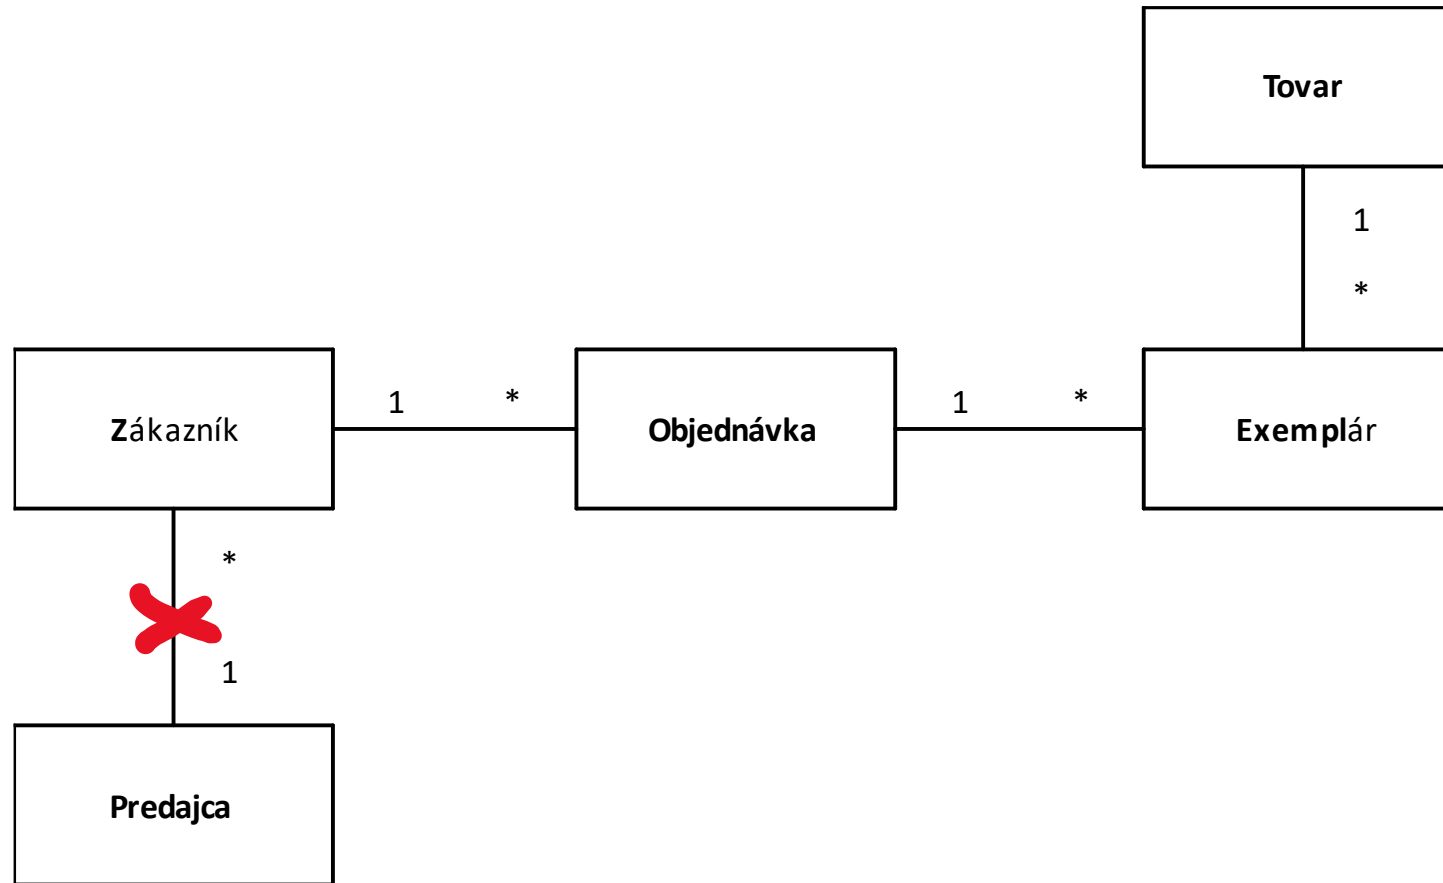 Tovar
1
*
Zákazník
1 *
Objednávka
1 *
Exemplár
*
1
Predajca